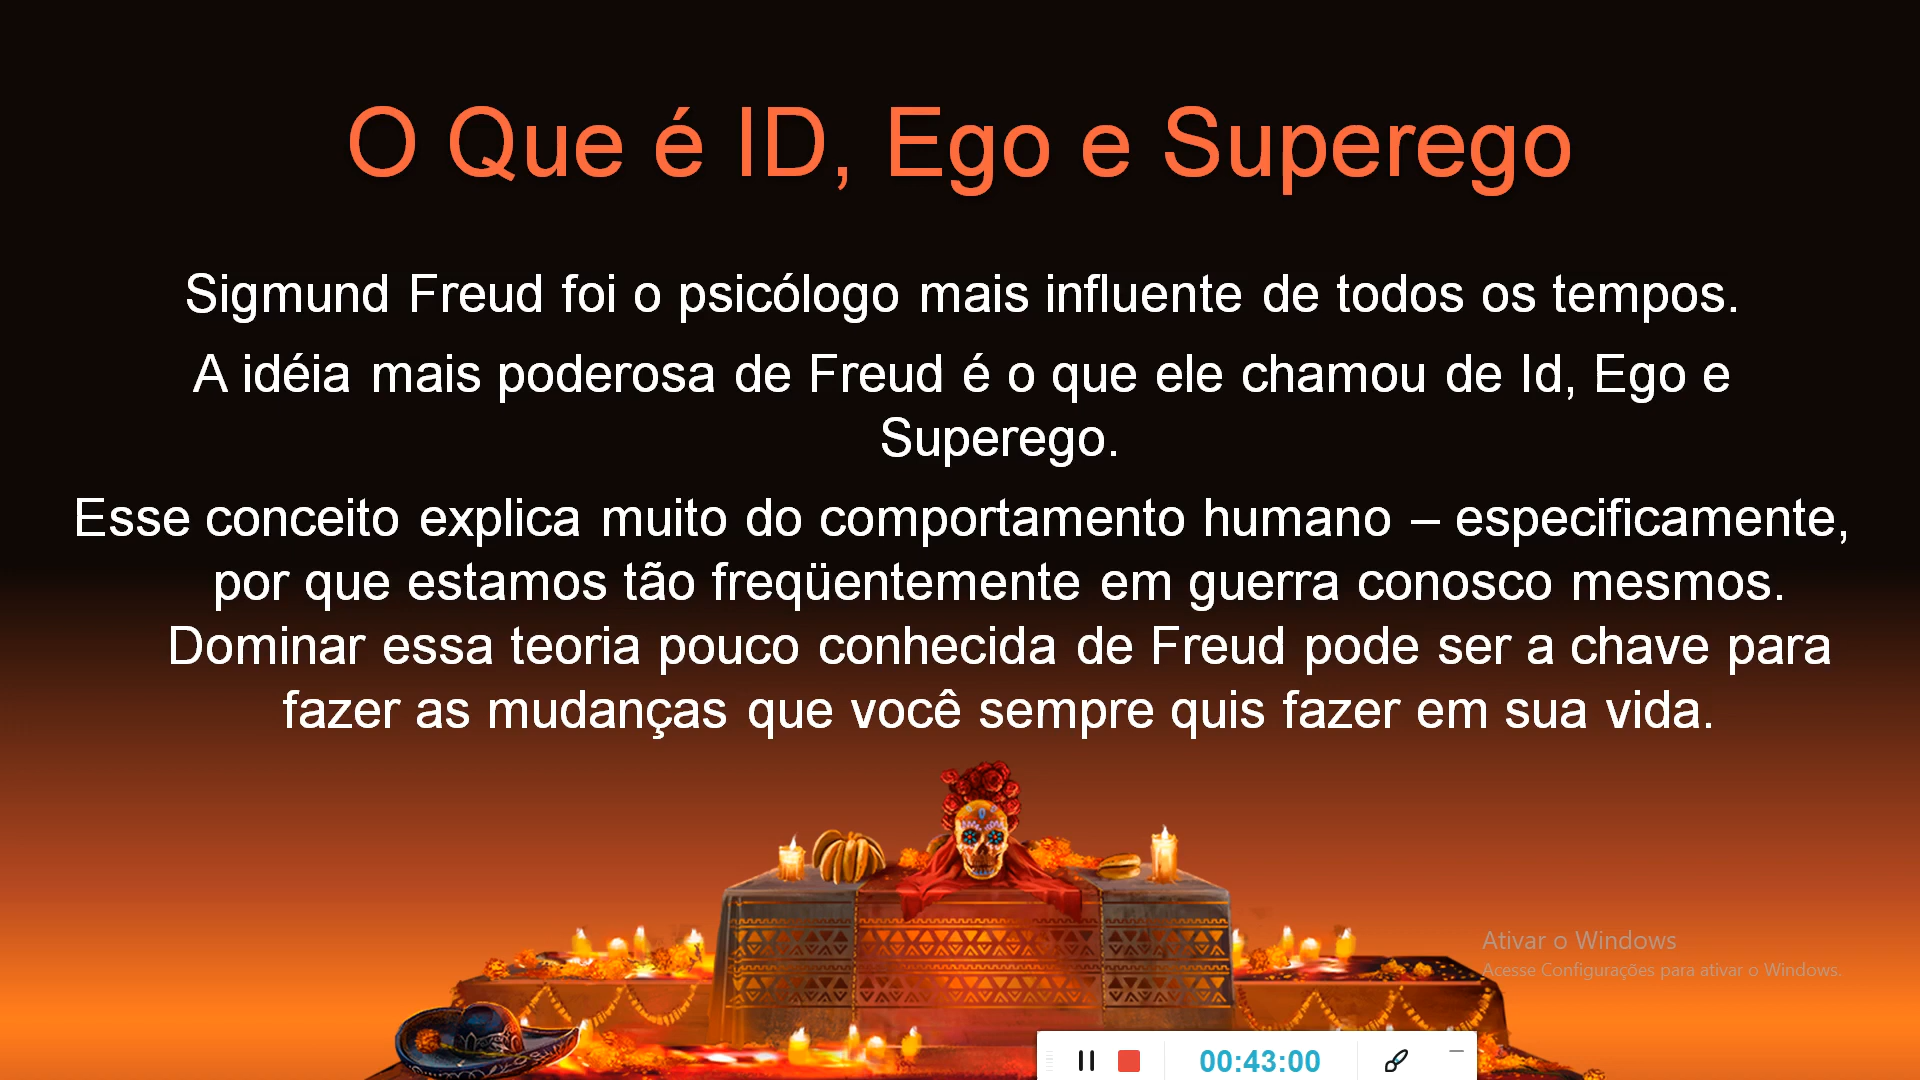 O Que é ID, Ego e Superego
Sigmund Freud foi o psicólogo mais influente de todos os tempos.
A idéia mais poderosa de Freud é o que ele chamou de Id, Ego e
Superego.
Esse conceito explica muito do comportamento humano – especificamente,
por que estamos tão freqüentemente em guerra conosco mesmos.
Dominar essa teoria pouco conhecida de Freud pode ser a chave para
fazer as mudanças que você sempre quis fazer em sua vida.
Ativar o Windows
Acesse Configurações para ativar o Windows.
00:43:00